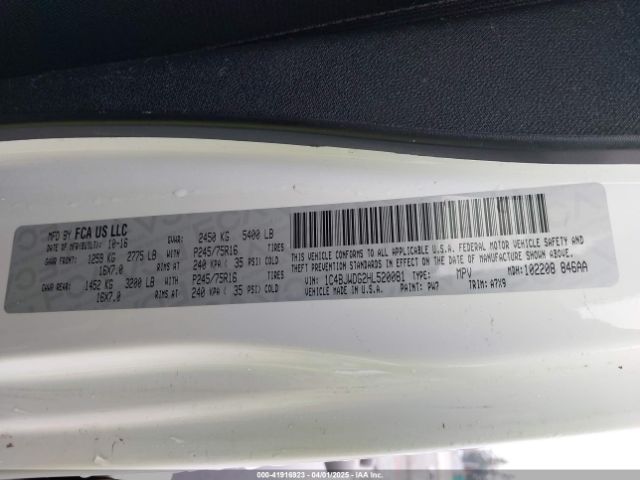 MFD BY FCA US LLC
DATE OF MFR 10-16 GVWR: 2450 KG 5400 LB
GAWR FRONT: 1259 KG 2775 LB WITH P245/75R16 TIRES
16X7.0 RIMS AT 240 KPA ( 35 PSI COLD)
GAWR REAR: 1452 KG 3200 LB WITH P245/75R16 TIRES
16X7.0 RIMS AT 240 KPA ( 35 PSI COLD)
THIS VEHICLE CONFORMS TO ALL APPLICABLE U.S.A. FEDERAL MOTOR VEHICLE SAFETY AND
THEFT PREVENTION STANDARDS IN EFFECT ON THE DATE OF MANUFACTURE SHOWN ABOVE.
VEHICLE MADE IN U.S.A.
VIN: 1C4BJWDG2HL520081 TYPE: MPV MDH: 102208 846AA
PAINT: PW7 TRIM: A7X9
000-41916923 04/01/2025 IAAI.COM